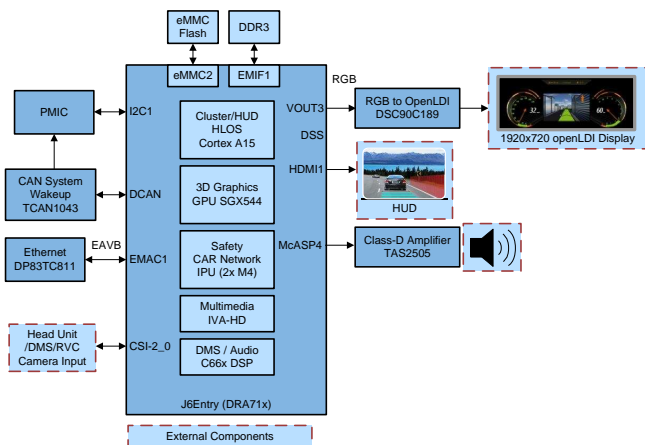 eMMC
Flash
DDR3
eMMC2
EMIF1
RGB
PMIC
I2C1
Cluster/HUD
HLOS
Cortex A15
VOUT3
DSS
RGB to OpenLDI
DSC90C189
32
60
1920x720 openLDI Display
CAN System
Wakeup
TCAN1043
DCAN
3D Graphics
GPU SGX544
HDMI1
HUD
Ethernet
DP83TC811
EAVB
EMAC1
Safety
CAR Network
IPU (2x M4)
McASP4
Class-D Amplifier
TAS2505
Multimedia
IVA-HD
Head Unit
/DMS/RVC
Camera Input
CSI-2_0
DMS / Audio
C66x DSP
J6Entry (DRA71x)
External Components